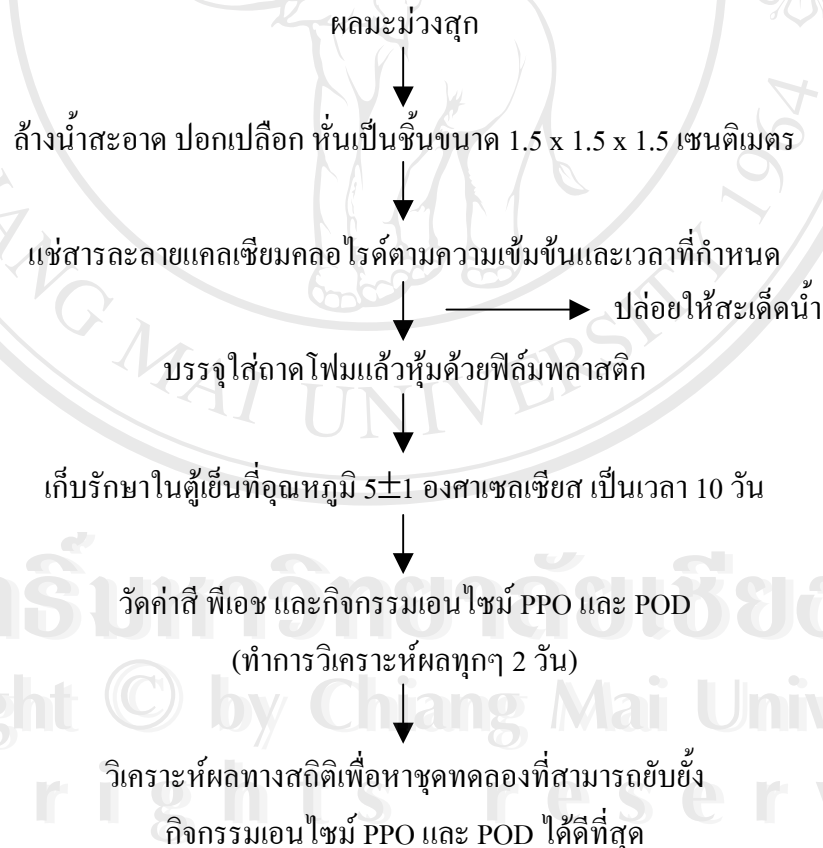 ผลมะม่วงสุก
ล้างน้ำสะอาด ปอกเปลือก หั่นเป็นชิ้นขนาด 1.5 x 1.5 x 1.5 เซนติเมตร
แช่สารละลายแคลเซียมคลอไรด์ตามความเข้มข้นและเวลาที่กำหนด
ปล่อยให้สะเด็ดน้ำ
บรรจุใส่ถาดโฟมแล้วหุ้มด้วยฟิล์มพลาสติก
เก็บรักษาในตู้เย็นที่อุณหภูมิ 5±1 องศาเซลเซียส เป็นเวลา 10 วัน
วัดค่าสี พีเอช และกิจกรรมเอนไซม์ PPO และ POD
(ทำการวิเคราะห์ผลทุกๆ 2 วัน)
วิเคราะห์ผลทางสถิติเพื่อหาชุดทดลองที่สามารถยับยั้ง
กิจกรรมเอนไซม์ PPO และ POD ได้ดีที่สุด
ANG MAI UNIVERSITY 1964
© by Chiang Mai